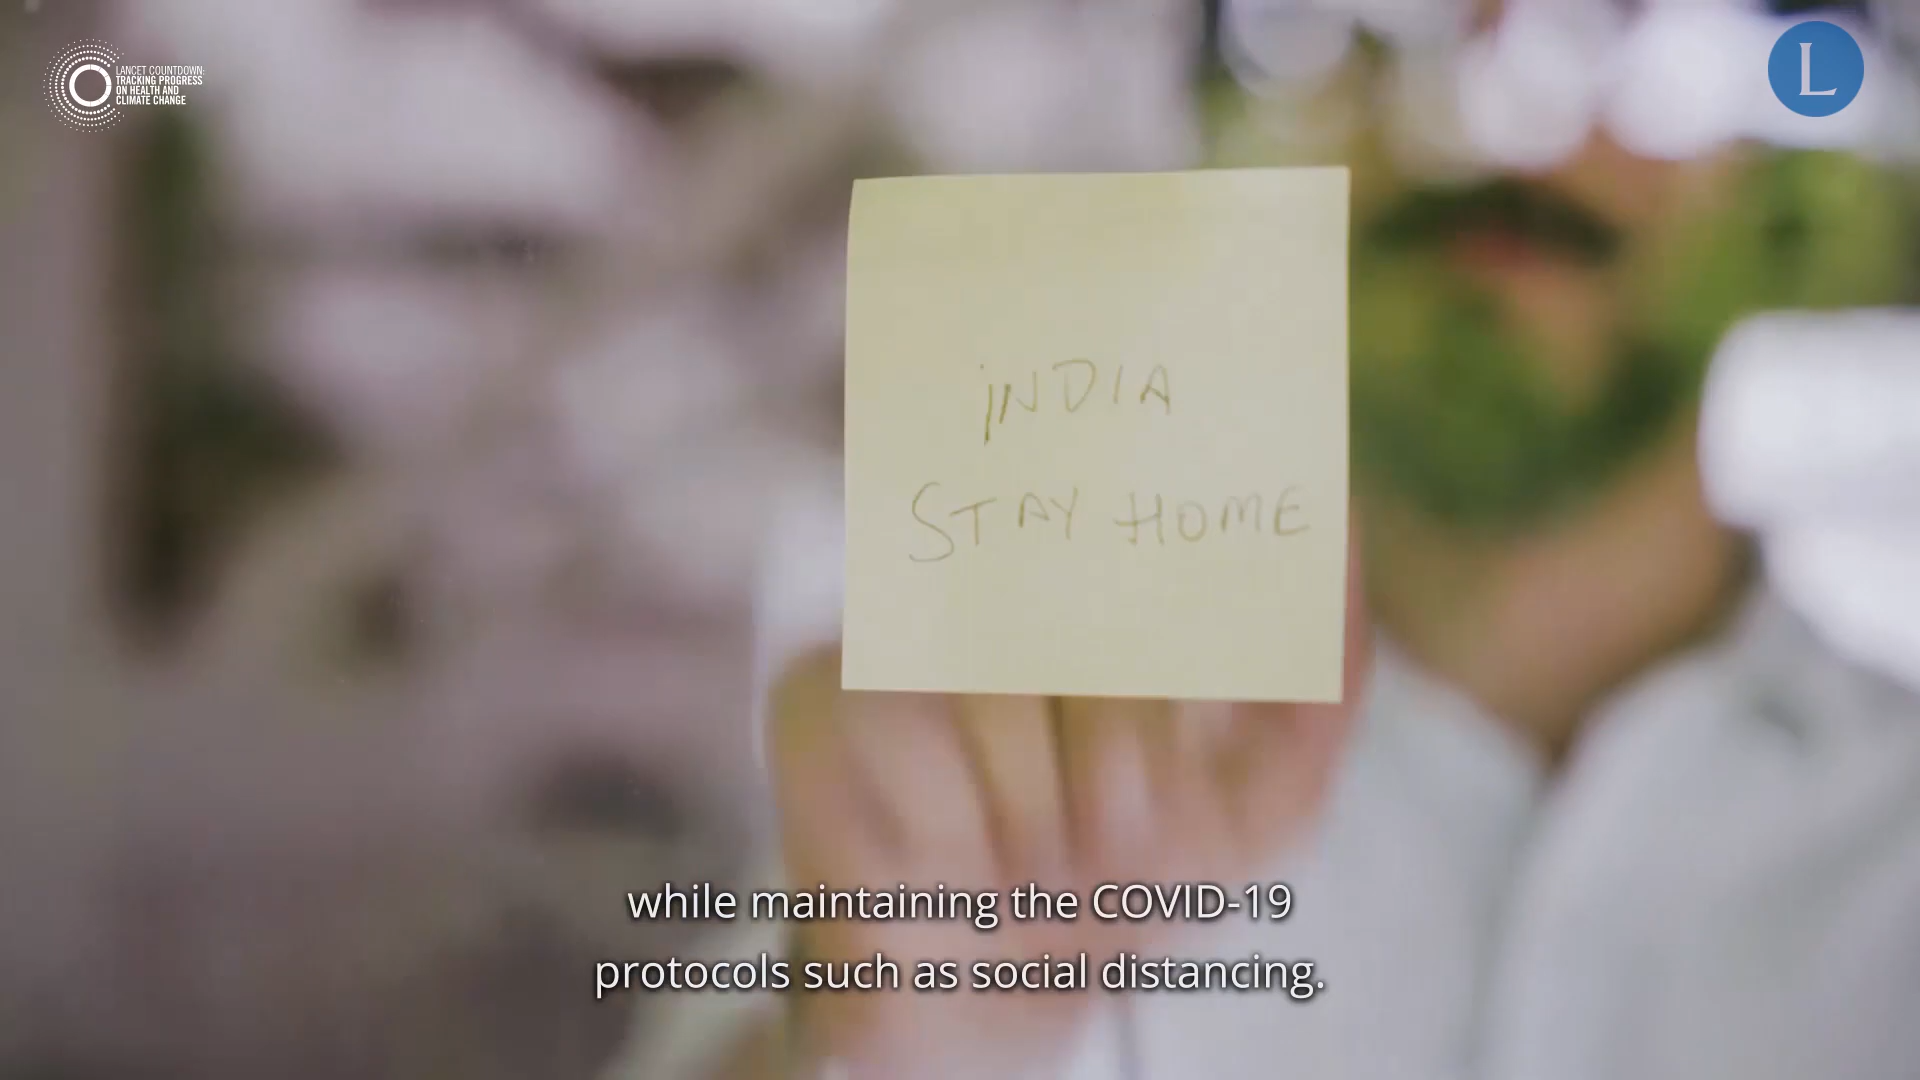 LANCET COUNTDOWN:
TRACKING PROGRESS
ON HEALTH AND
CLIMATE CHANGE
L
INDIA
STAY HOME
while maintaining the COVID-19
protocols such as social distancing.